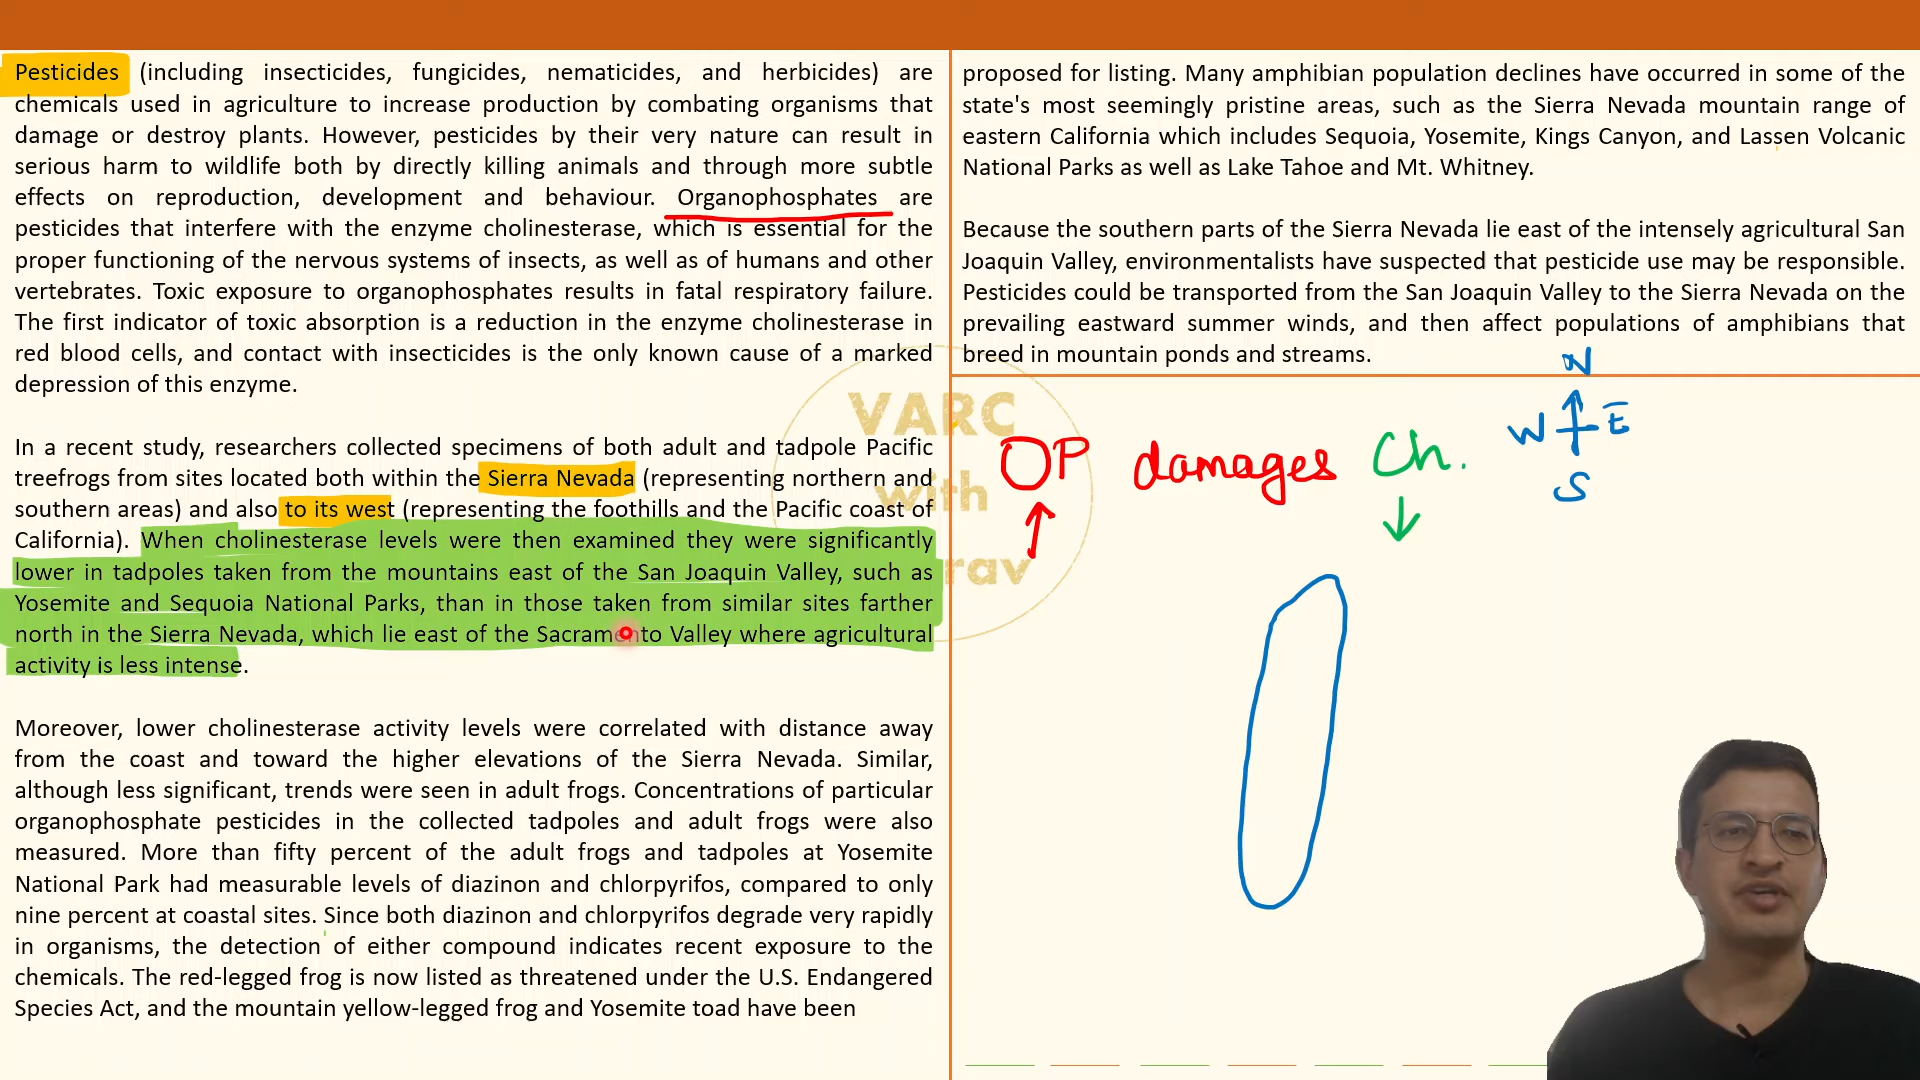 Pesticides (including insecticides, fungicides, nematicides, and herbicides) are
chemicals used in agriculture to increase production by combating organisms that
damage or destroy plants. However, pesticides by their very nature can result in
serious harm to wildlife both by directly killing animals and through more subtle
effects on reproduction, development and behaviour. Organophosphates are
pesticides that interfere with the enzyme cholinesterase, which is essential for the
proper functioning of the nervous systems of insects, as well as of humans and other
vertebrates. Toxic exposure to organophosphates results in fatal respiratory failure.
The first indicator of toxic absorption is a reduction in the enzyme cholinesterase in
red blood cells, and contact with insecticides is the only known cause of a marked
depression of this enzyme.
In a recent study, researchers collected specimens of both adult and tadpole Pacific
treefrogs from sites located both within the Sierra Nevada (representing northern and
southern areas) and also to its west (representing the foothills and the Pacific coast of
California). When cholinesterase levels were then examined they were significantly
lower in tadpoles taken from the mountains east of the San Joaquin Valley, such as
Yosemite and Sequoia National Parks, than in those taken from similar sites farther
north in the Sierra Nevada, which lie east of the Sacramento Valley where agricultural
activity is less intense.
Moreover, lower cholinesterase activity levels were correlated with distance away
from the coast and toward the higher elevations of the Sierra Nevada. Similar,
although less significant, trends were seen in adult frogs. Concentrations of particular
organophosphate pesticides in the collected tadpoles and adult frogs were also
measured. More than fifty percent of the adult frogs and tadpoles at Yosemite
National Park had measurable levels of diazinon and chlorpyrifos, compared to only
nine percent at coastal sites. Since both diazinon and chlorpyrifos degrade very rapidly
in organisms, the detection of either compound indicates recent exposure to the
chemicals. The red-legged frog is now listed as threatened under the U.S. Endangered
Species Act, and the mountain yellow-legged frog and Yosemite toad have been
proposed for listing. Many amphibian population declines have occurred in some of the
state's most seemingly pristine areas, such as the Sierra Nevada mountain range of
eastern California which includes Sequoia, Yosemite, Kings Canyon, and Lassen Volcanic
National Parks as well as Lake Tahoe and Mt. Whitney.
Because the southern parts of the Sierra Nevada lie east of the intensely agricultural San
Joaquin Valley, environmentalists have suspected that pesticide use may be responsible.
Pesticides could be transported from the San Joaquin Valley to the Sierra Nevada on the
prevailing eastward summer winds, and then affect populations of amphibians that
breed in mountain ponds and streams.
VARC
with
rav
OP damages Ch.
N
W E
S